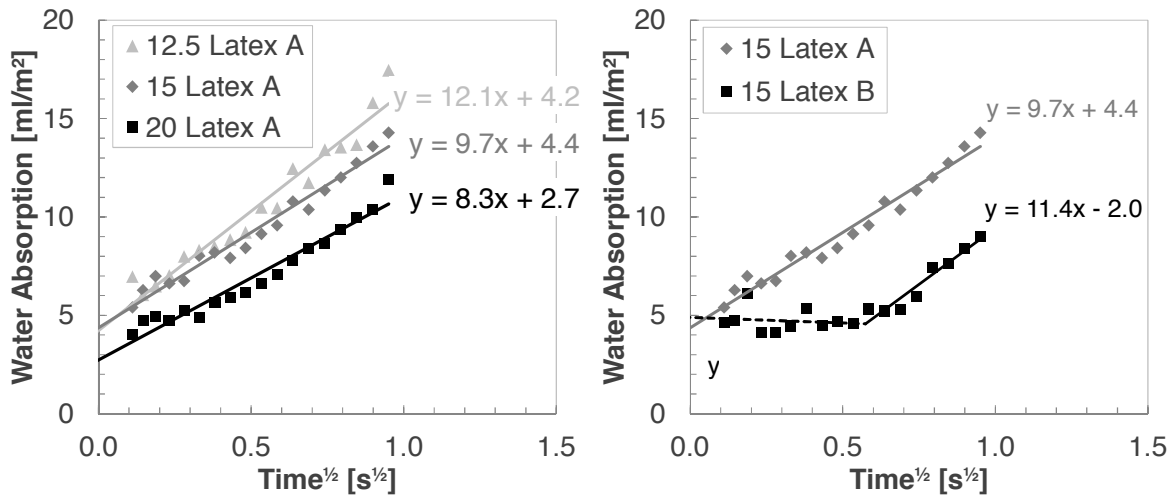 20
15
10
5
0
Water Absorption [ml/m²]
12.5 Latex A
15 Latex A
20 Latex A
y = 12.1x + 4.2
y = 9.7x + 4.4
y = 8.3x + 2.7
0.0 0.5 1.0 1.5
Time½ [s½]
20
15
10
5
0
Water Absorption [ml/m²]
15 Latex A
15 Latex B
y = 9.7x + 4.4
y = 11.4x - 2.0
y
0.0 0.5 1.0 1.5
Time½ [s½]